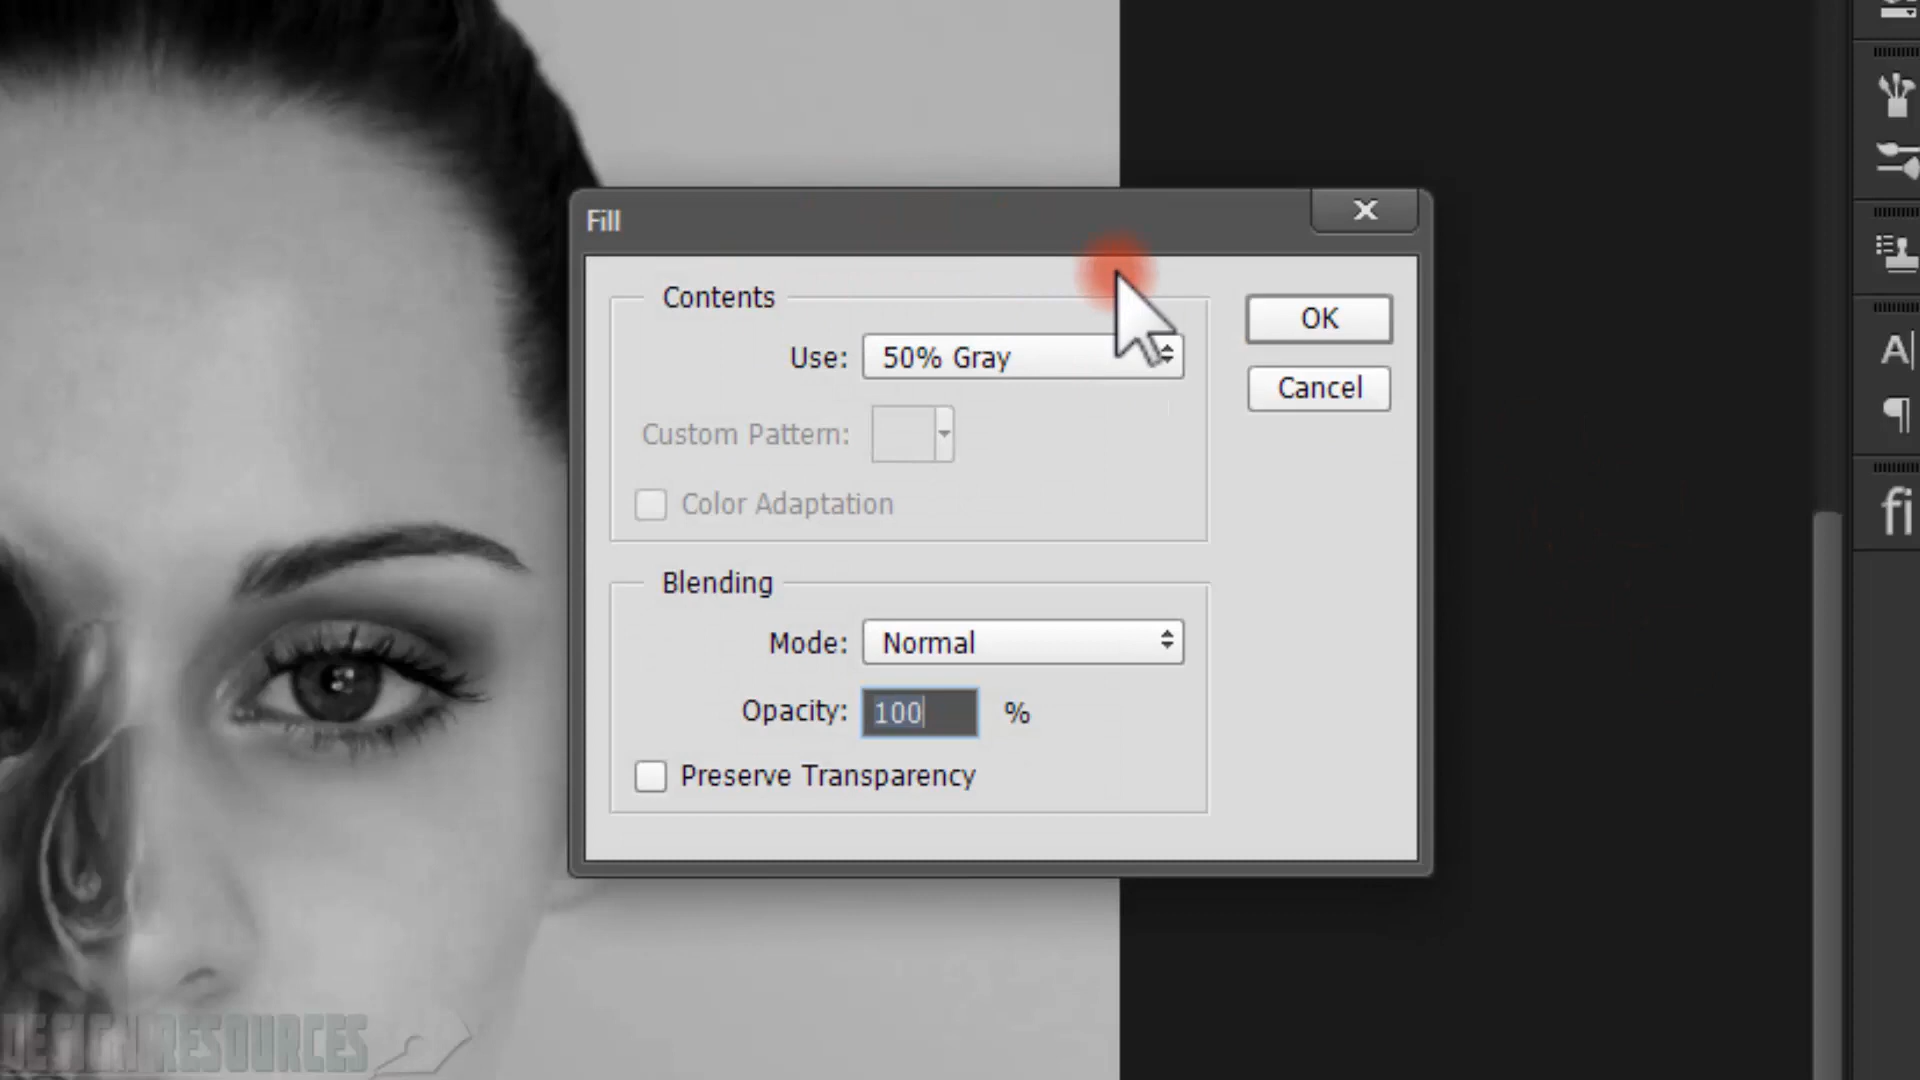 Fill
Contents
Use: 50% Gray
OK
Cancel
Custom Pattern:
Color Adaptation
Blending
Mode: Normal
Opacity: 100 %
Preserve Transparency
A
¶
fi
DESIGN RESOURCES